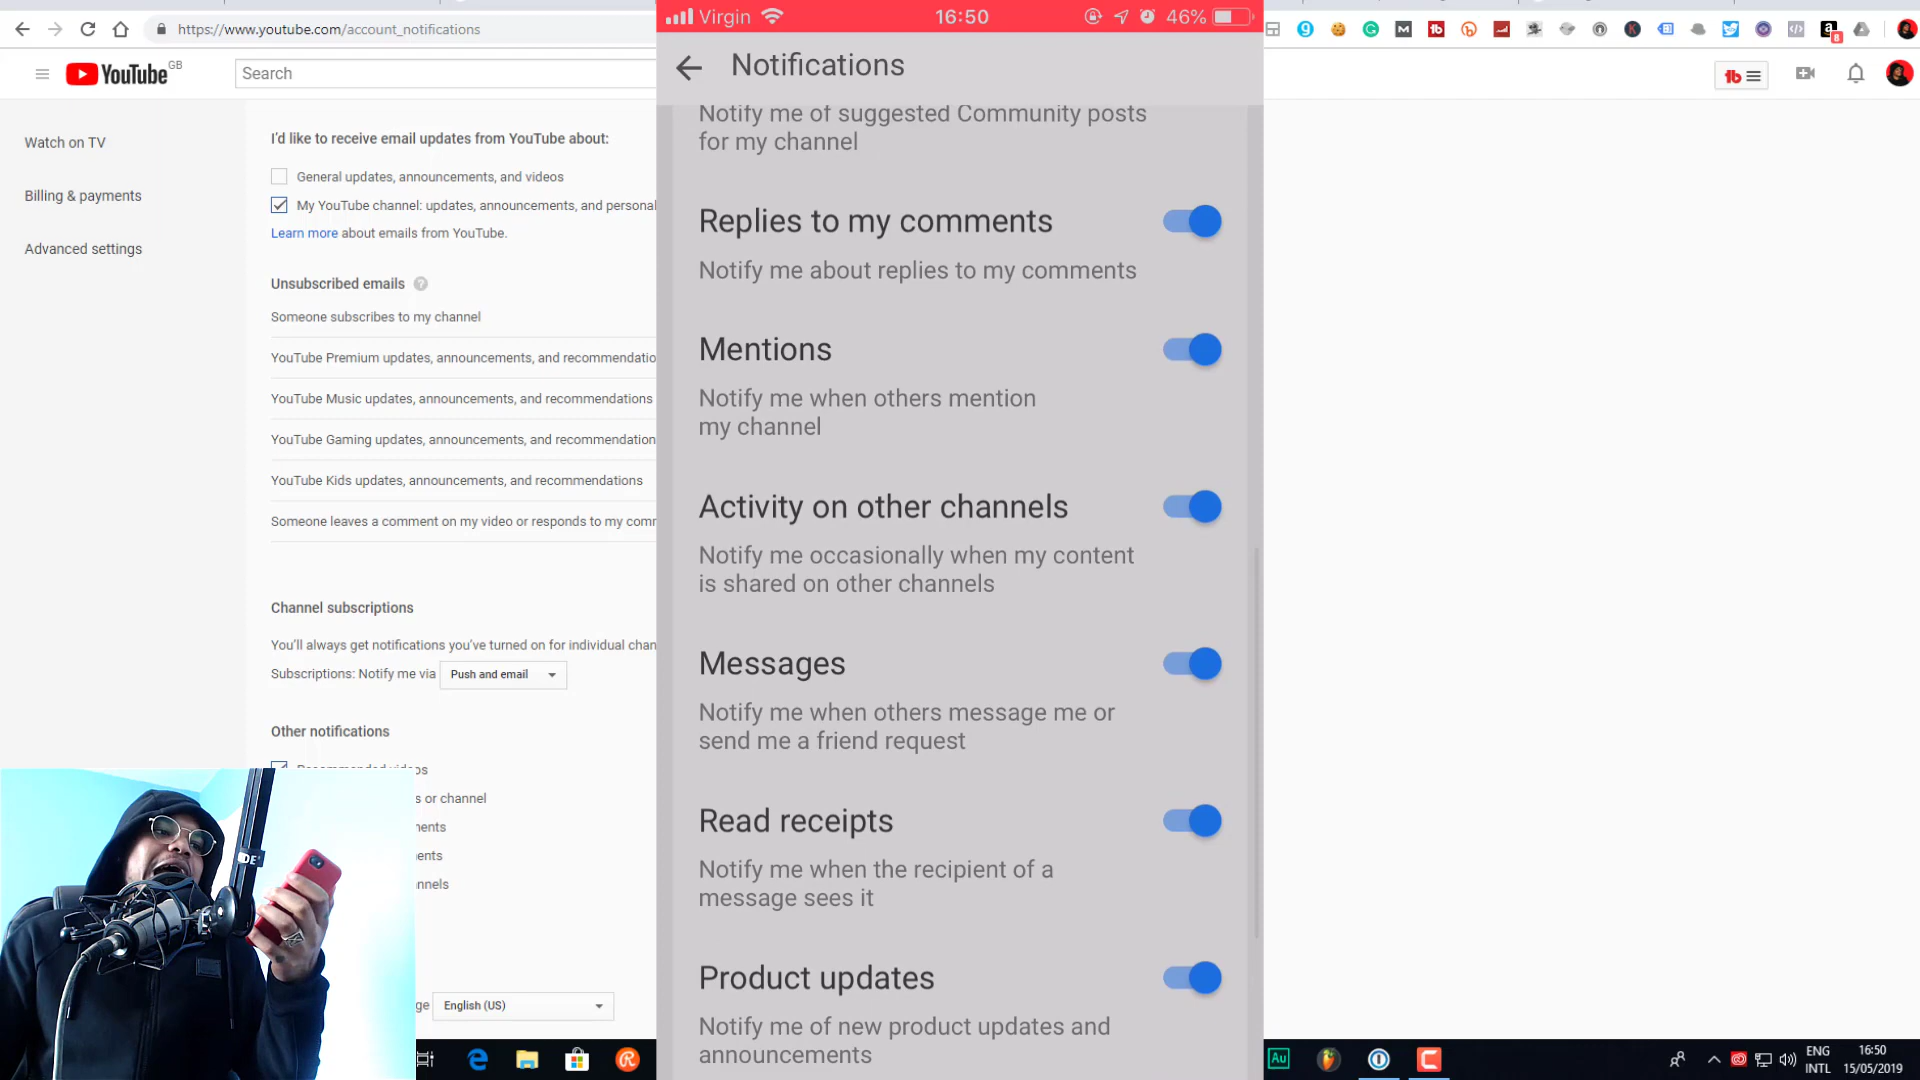 https://www.youtube.com/account_notifications
YouTube GB
Search
Watch on TV
Billing & payments
Advanced settings
I'd like to receive email updates from YouTube about:
General updates, announcements, and videos
My YouTube channel: updates, announcements, and personal
Learn more about emails from YouTube.
Unsubscribed emails ?
Someone subscribes to my channel
YouTube Premium updates, announcements, and recommendatio
YouTube Music updates, announcements, and recommendations
YouTube Gaming updates, announcements, and recommendation
YouTube Kids updates, announcements, and recommendations
Someone leaves a comment on my video or responds to my comm
Channel subscriptions
You'll always get notifications you've turned on for individual chan
Subscriptions: Notify me via Push and email
Other notifications
Recommended videos
s or channel
ents
ents
nnels
ge English (US)
Virgin 16:50 46%
Notifications
Notify me of suggested Community posts
for my channel
Replies to my comments
Notify me about replies to my comments
Mentions
Notify me when others mention
my channel
Activity on other channels
Notify me occasionally when my content
is shared on other channels
Messages
Notify me when others message me or
send me a friend request
Read receipts
Notify me when the recipient of a
message sees it
Product updates
Notify me of new product updates and
announcements
Au
ENG
INTL
16:50
15/05/2019